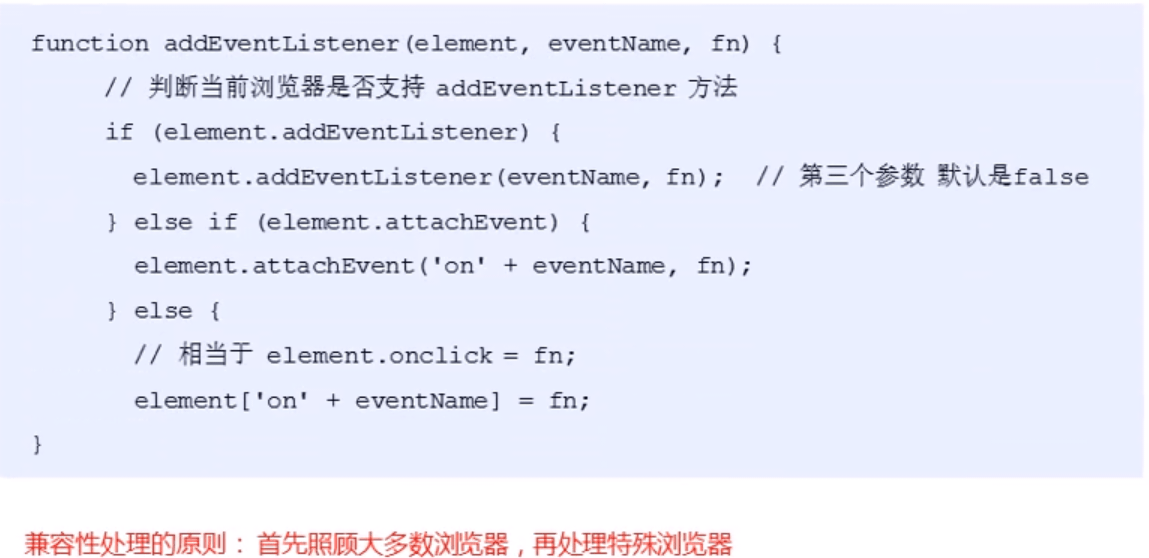 function addEventListener(element, eventName, fn) {
// 判断当前浏览器是否支持 addEventListener 方法
if (element.addEventListener) {
element.addEventListener(eventName, fn); // 第三个参数 默认是false
} else if (element.attachEvent) {
element.attachEvent('on' + eventName, fn);
} else {
// 相当于 element.onclick = fn;
element['on' + eventName] = fn;
}
兼容性处理的原则：首先照顾大多数浏览器，再处理特殊浏览器